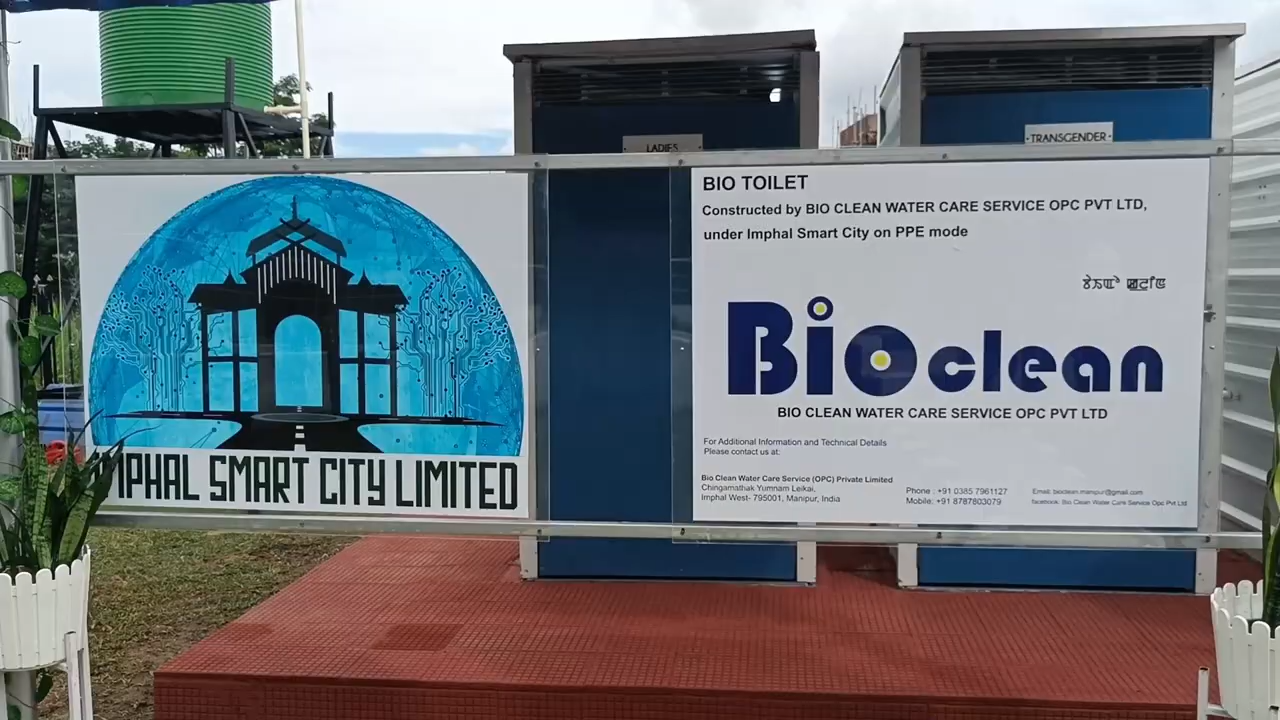 LADIES
TRANSGENDER
IMPHAL SMART CITY LIMITED
BIO TOILET
Constructed by BIO CLEAN WATER CARE SERVICE OPC PVT LTD,
under Imphal Smart City on PPE mode
Bioclean
BIO CLEAN WATER CARE SERVICE OPC PVT LTD
For Additional Information and Technical Details
Please contact us at:
Bio Clean Water Care Service (OPC) Private Limited
Chingamathak Yumnam Leikai,
Imphal West- 795001, Manipur, India
Phone : +91 0385 7961127
Mobile: +91 8787803079
Email: bioclean.manipur@gmail.com
facebook: Bio Clean Water Care Service Opc Pvt Ltd